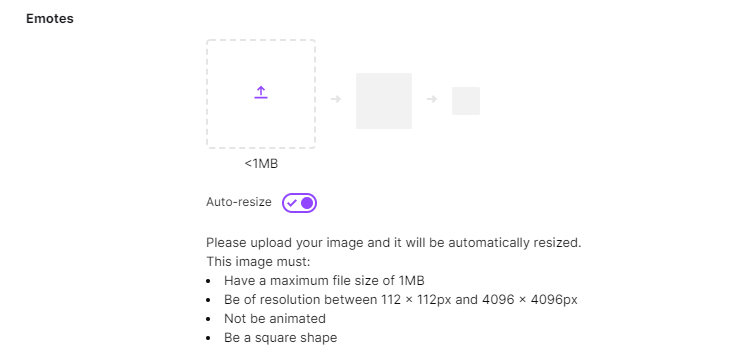 Emotes
<1MB
Auto-resize
Please upload your image and it will be automatically resized.
This image must:
• Have a maximum file size of 1MB
• Be of resolution between 112 × 112px and 4096 × 4096px
• Not be animated
• Be a square shape